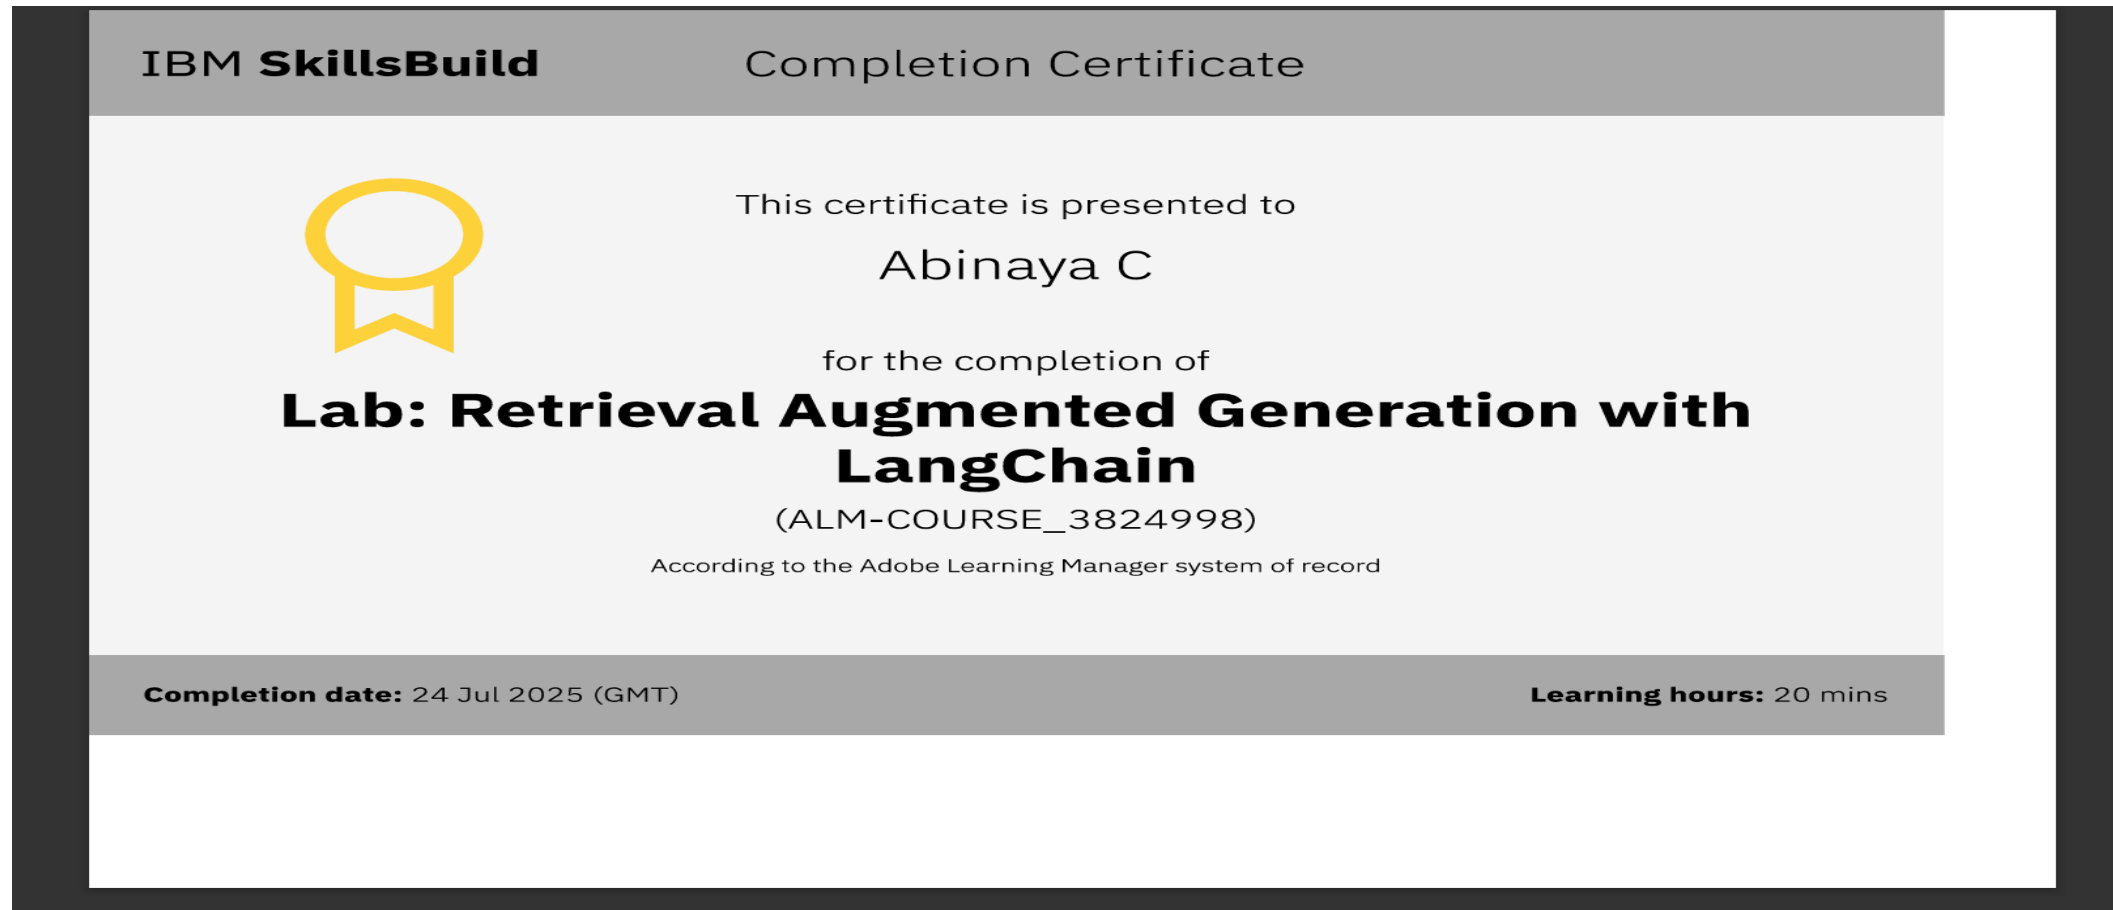 IBM SkillsBuild
Completion Certificate
This certificate is presented to
Abinaya C
for the completion of
Lab: Retrieval Augmented Generation with
LangChain
(ALM-COURSE_3824998)
According to the Adobe Learning Manager system of record
Completion date: 24 Jul 2025 (GMT)
Learning hours: 20 mins